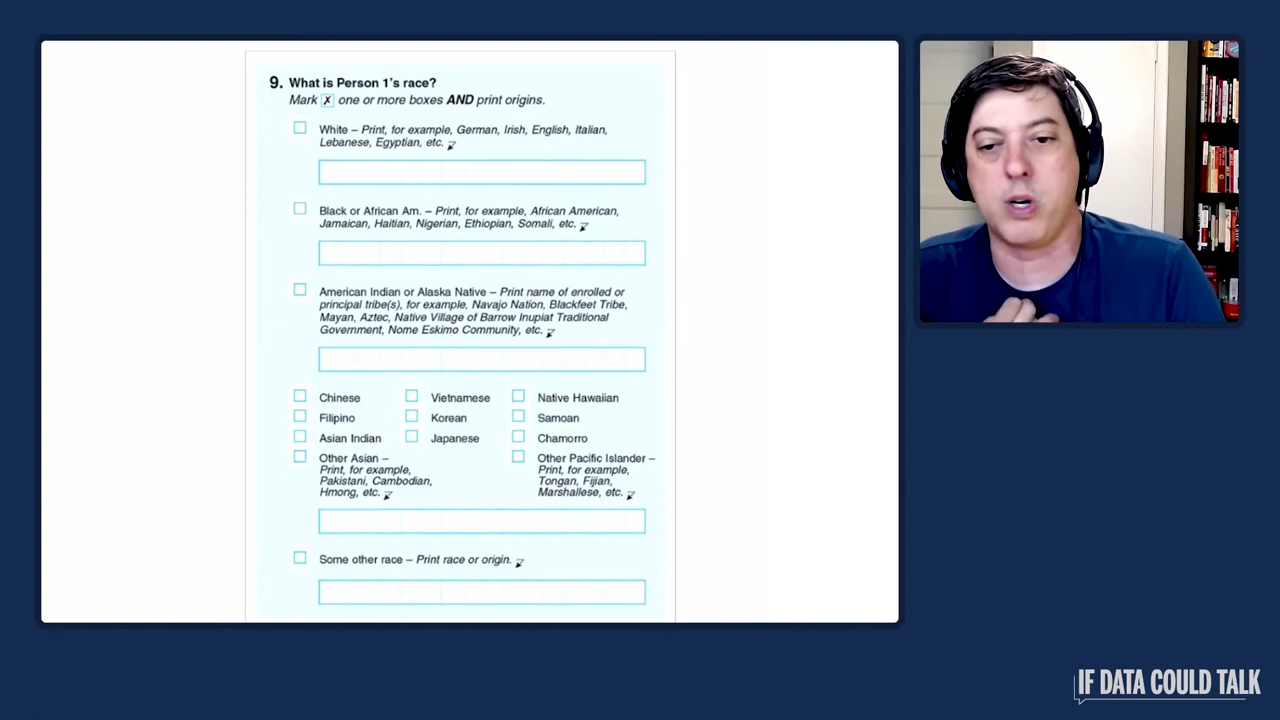 9. What is Person 1's race?
Mark X one or more boxes AND print origins.
White – Print, for example, German, Irish, English, Italian,
Lebanese, Egyptian, etc.
Black or African Am. – Print, for example, African American,
Jamaican, Haitian, Nigerian, Ethiopian, Somali, etc.
American Indian or Alaska Native – Print name of enrolled or
principal tribe(s), for example, Navajo Nation, Blackfeet Tribe,
Mayan, Aztec, Native Village of Barrow Inupiat Traditional
Government, Nome Eskimo Community, etc.
Chinese Vietnamese Native Hawaiian
Filipino Korean Samoan
Asian Indian Japanese Chamorro
Other Asian –
Print, for example,
Pakistani, Cambodian,
Hmong, etc.
Other Pacific Islander –
Print, for example,
Tongan, Fijian,
Marshallese, etc.
Some other race – Print race or origin.
IF DATA COULD TALK